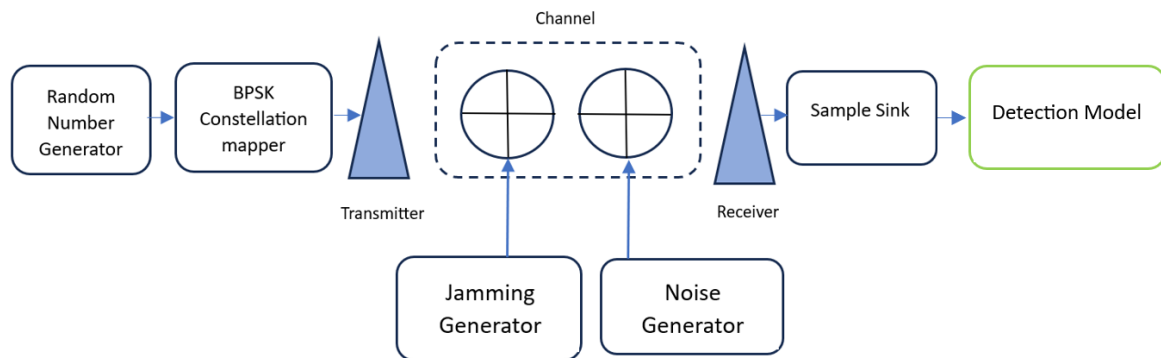 Channel
Random
Number
Generator
BPSK
Constellation
mapper
Sample Sink
Detection Model
Transmitter
Receiver
Jamming
Generator
Noise
Generator